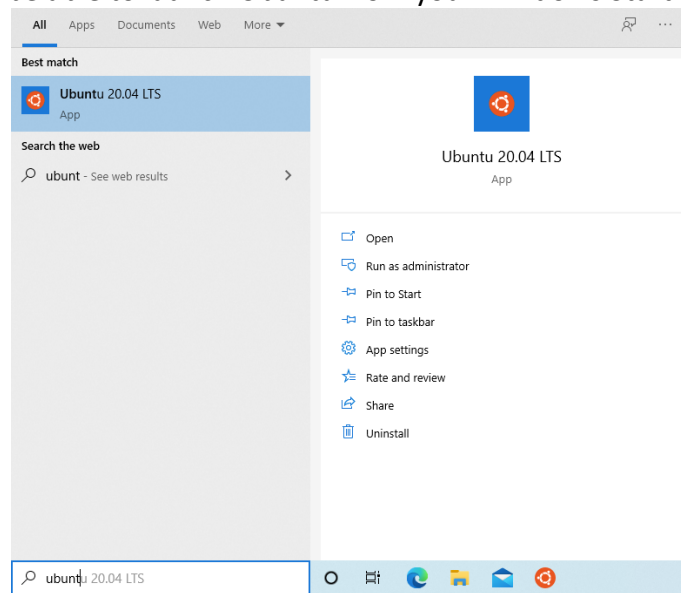 All Apps Documents Web More
Best match
Ubuntu 20.04 LTS
App
Search the web
ubunt - See web results
Ubuntu 20.04 LTS
App
Open
Run as administrator
Pin to Start
Pin to taskbar
App settings
Rate and review
Share
Uninstall
ubuntu 20.04 LTS